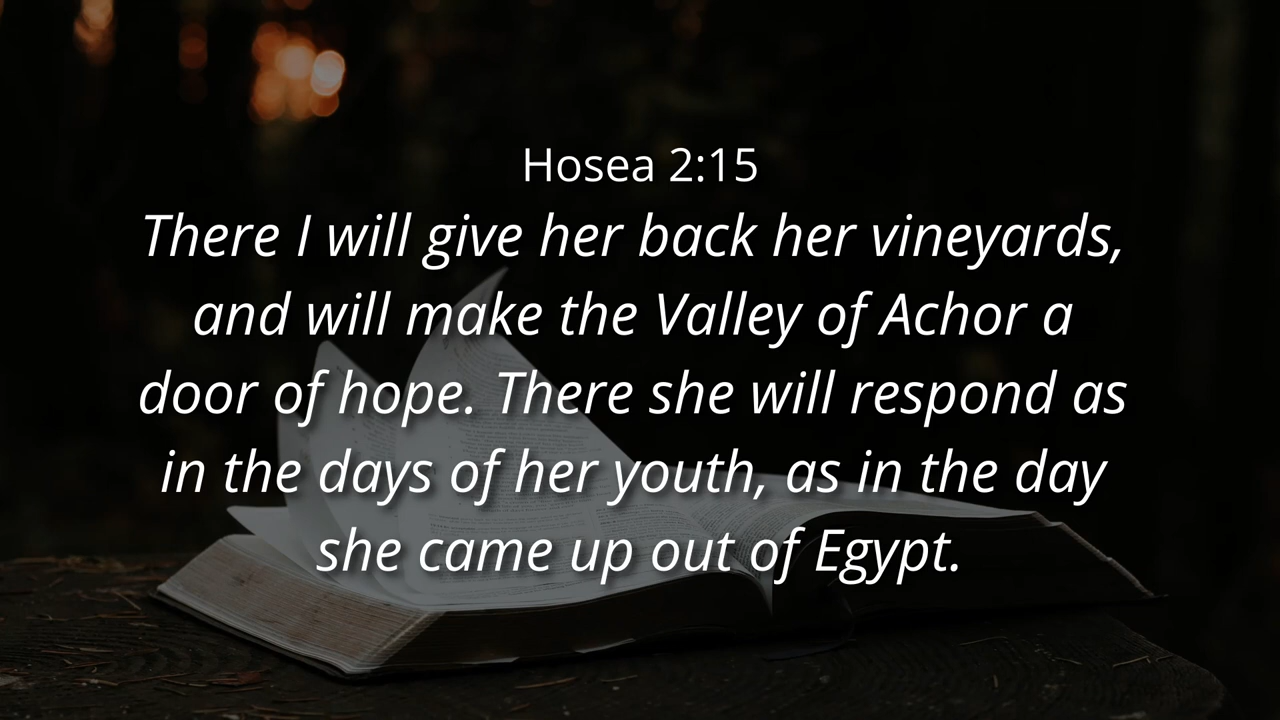 Hosea 2:15
There I will give her back her vineyards,
and will make the Valley of Achor a
door of hope. There she will respond as
in the days of her youth, as in the day
she came up out of Egypt.